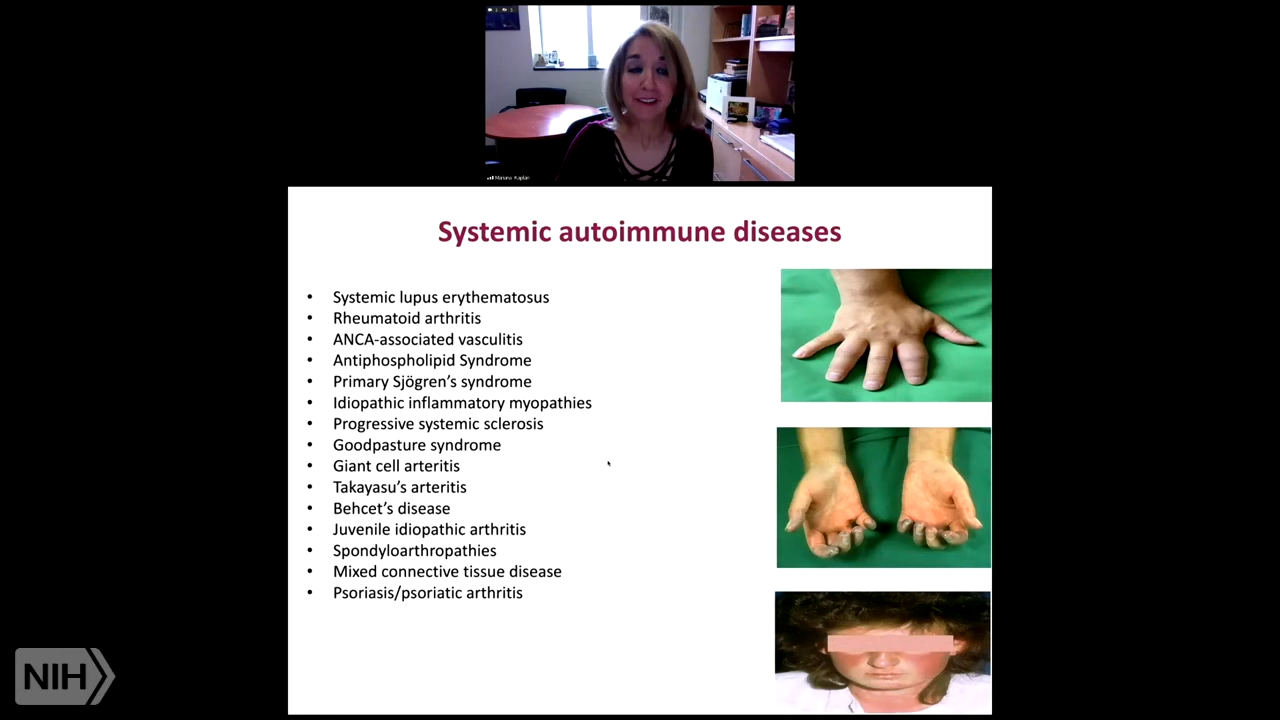 Mariana Kaplan
Systemic autoimmune diseases
• Systemic lupus erythematosus
• Rheumatoid arthritis
• ANCA-associated vasculitis
• Antiphospholipid Syndrome
• Primary Sjögren’s syndrome
• Idiopathic inflammatory myopathies
• Progressive systemic sclerosis
• Goodpasture syndrome
• Giant cell arteritis
• Takayasu’s arteritis
• Behcet’s disease
• Juvenile idiopathic arthritis
• Spondyloarthropathies
• Mixed connective tissue disease
• Psoriasis/psoriatic arthritis
NIH